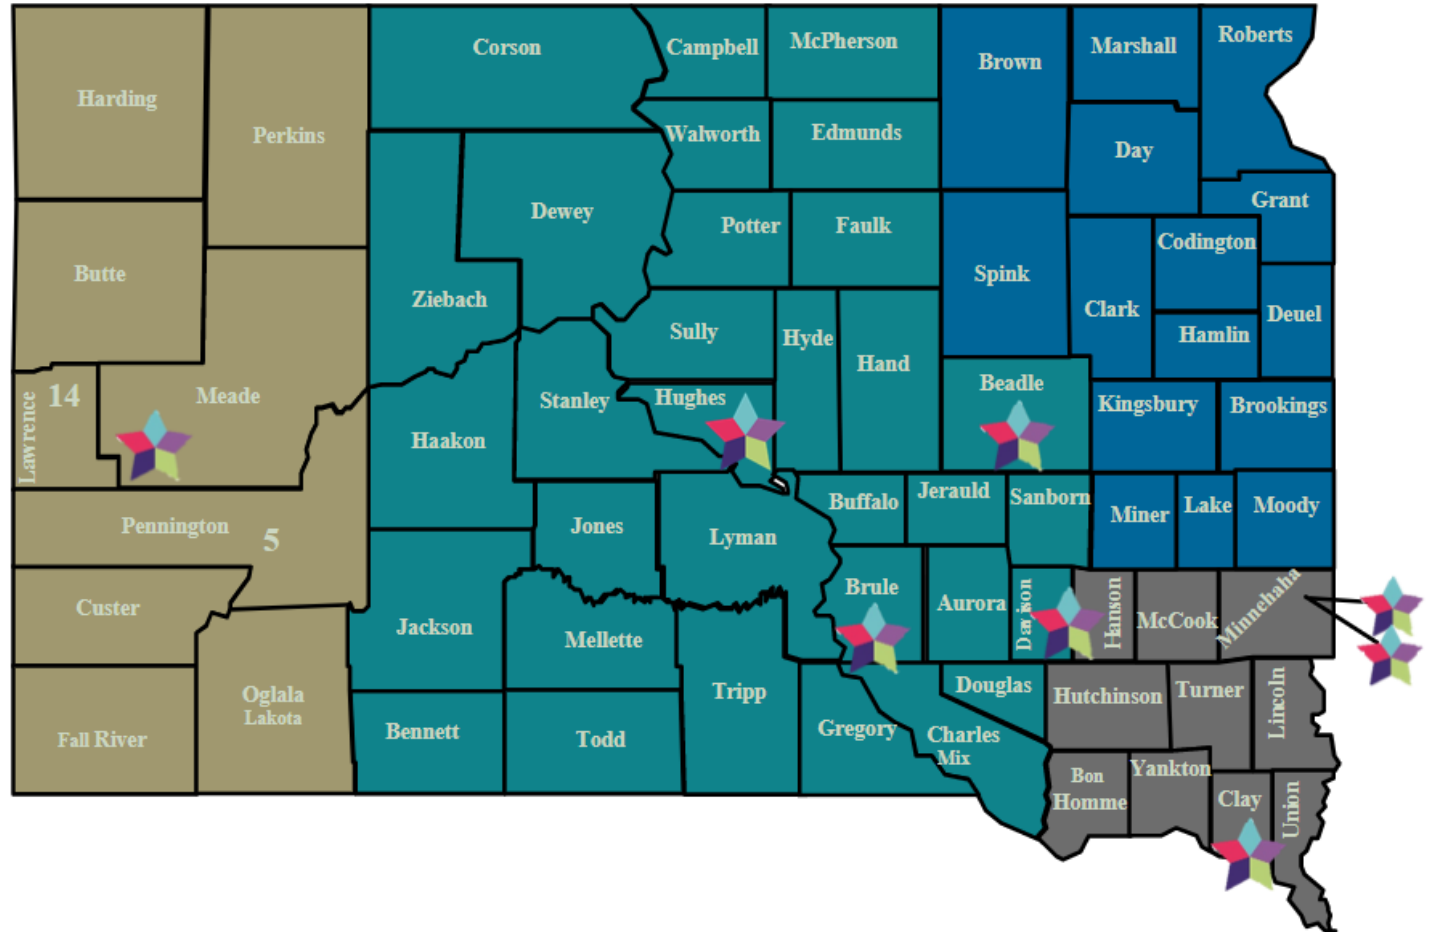 Corson
Campbell
McPherson
Brown
Marshall
Roberts
Harding
Perkins
Walworth
Edmunds
Day
Dewey
Potter
Faulk
Grant
Codington
Butte
Ziebach
Spink
Clark
Deuel
Hamlin
Sully
Hyde
Hand
Lawrence
14
Meade
Stanley
Hughes
Beadle
Kingsbury
Brookings
Haakon
Pennington
5
Jones
Lyman
Buffalo
Jerauld
Sanborn
Miner
Lake
Moody
Custer
Jackson
Mellette
Brule
Aurora
Davison
Hanson
McCook
Minnehaha
Oglala
Lakota
Fall River
Bennett
Todd
Tripp
Gregory
Charles
Mix
Douglas
Hutchinson
Turner
Lincoln
Bon
Homme
Yankton
Clay
Union